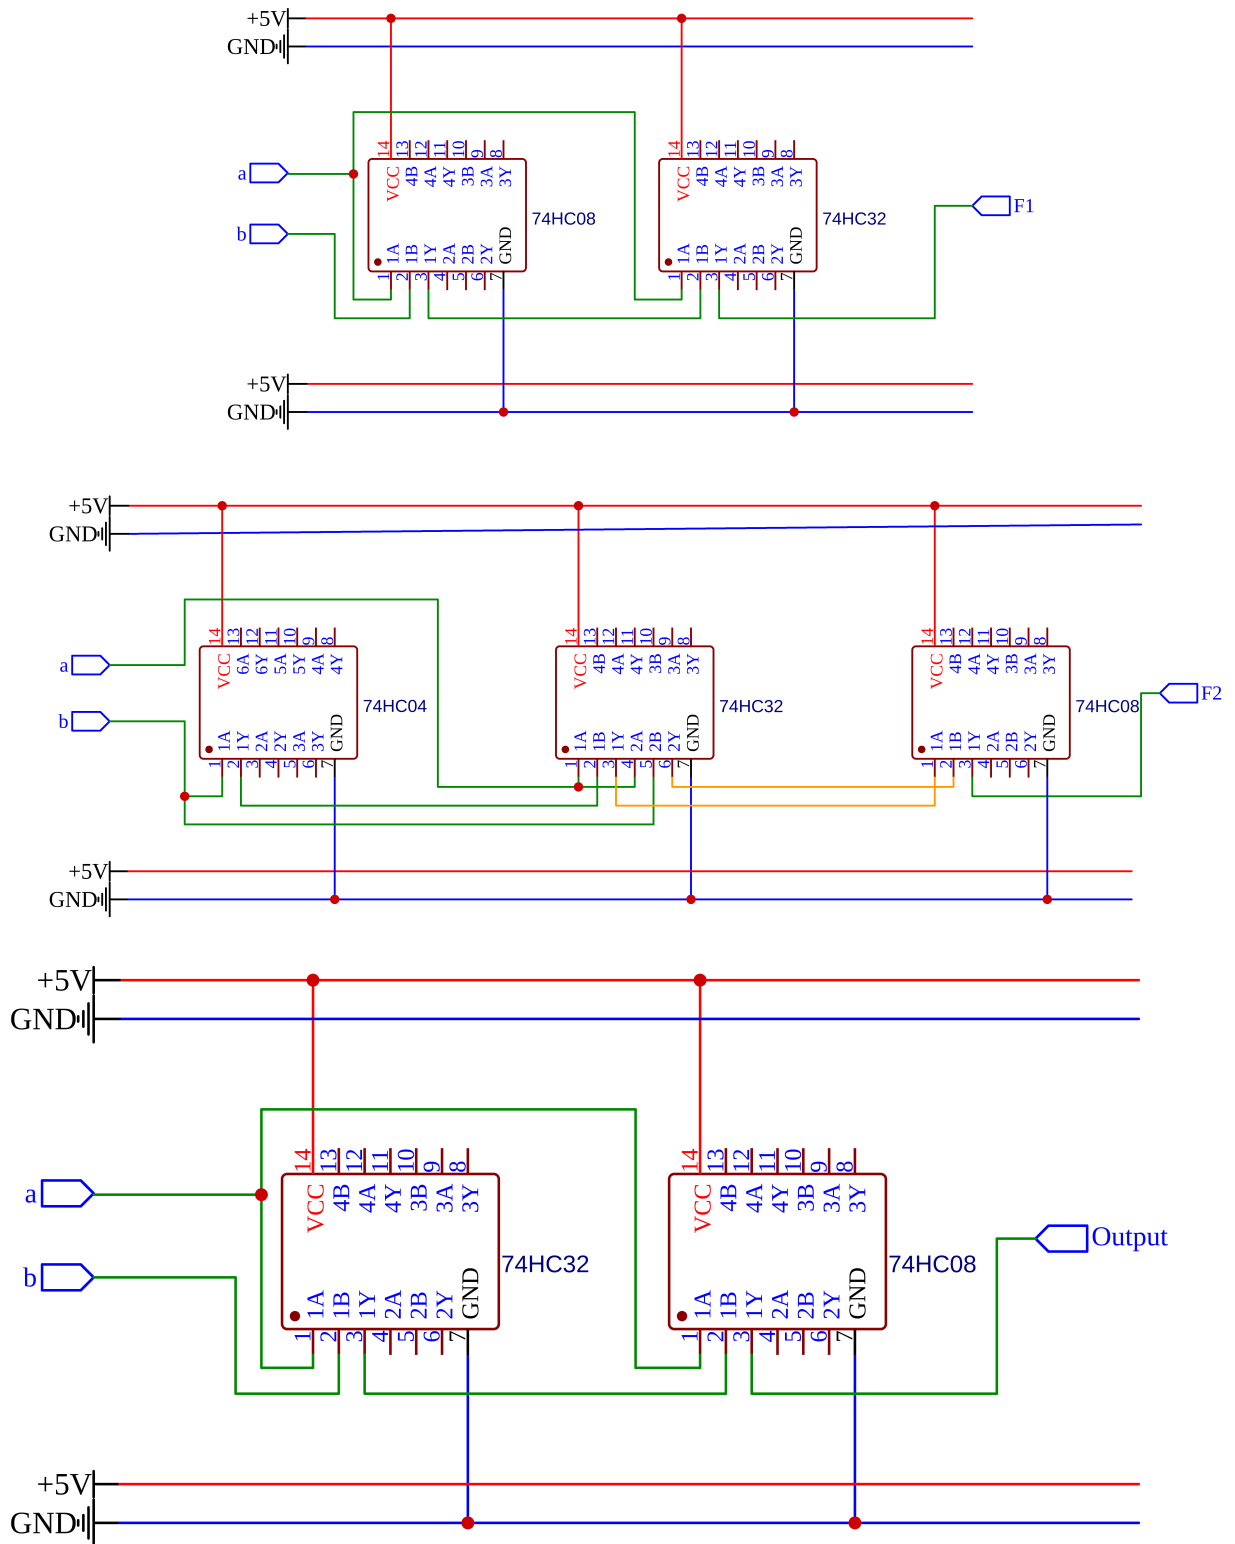 +5V
GND
14 13 12 11 10 9 8
14 13 12 11 10 9 8
a
VCC 4B 4A 4Y 3B 3A 3Y
VCC 4B 4A 4Y 3B 3A 3Y
F1
b
74HC08
74HC32
1A 1B 1Y 2A 2B 2Y GND
1A 1B 1Y 2A 2B 2Y GND
1 2 3 4 5 6 7
1 2 3 4 5 6 7
+5V
GND
+5V
GND
14 13 12 11 10 9 8
14 13 12 11 10 9 8
14 13 12 11 10 9 8
a
VCC 6A 6Y 5A 5Y 4A 4Y
VCC 4B 4A 4Y 3B 3A 3Y
VCC 4B 4A 4Y 3B 3A 3Y
F2
b
74HC04
74HC32
74HC08
1A 1Y 2A 2Y 3A 3Y GND
1A 1B 1Y 2A 2B 2Y GND
1A 1B 1Y 2A 2B 2Y GND
1 2 3 4 5 6 7
1 2 3 4 5 6 7
1 2 3 4 5 6 7
+5V
GND
+5V
GND
14 13 12 11 10 9 8
14 13 12 11 10 9 8
a
VCC 4B 4A 4Y 3B 3A 3Y
VCC 4B 4A 4Y 3B 3A 3Y
Output
b
74HC32
74HC08
1A 1B 1Y 2A 2B 2Y GND
1A 1B 1Y 2A 2B 2Y GND
1 2 3 4 5 6 7
1 2 3 4 5 6 7
+5V
GND